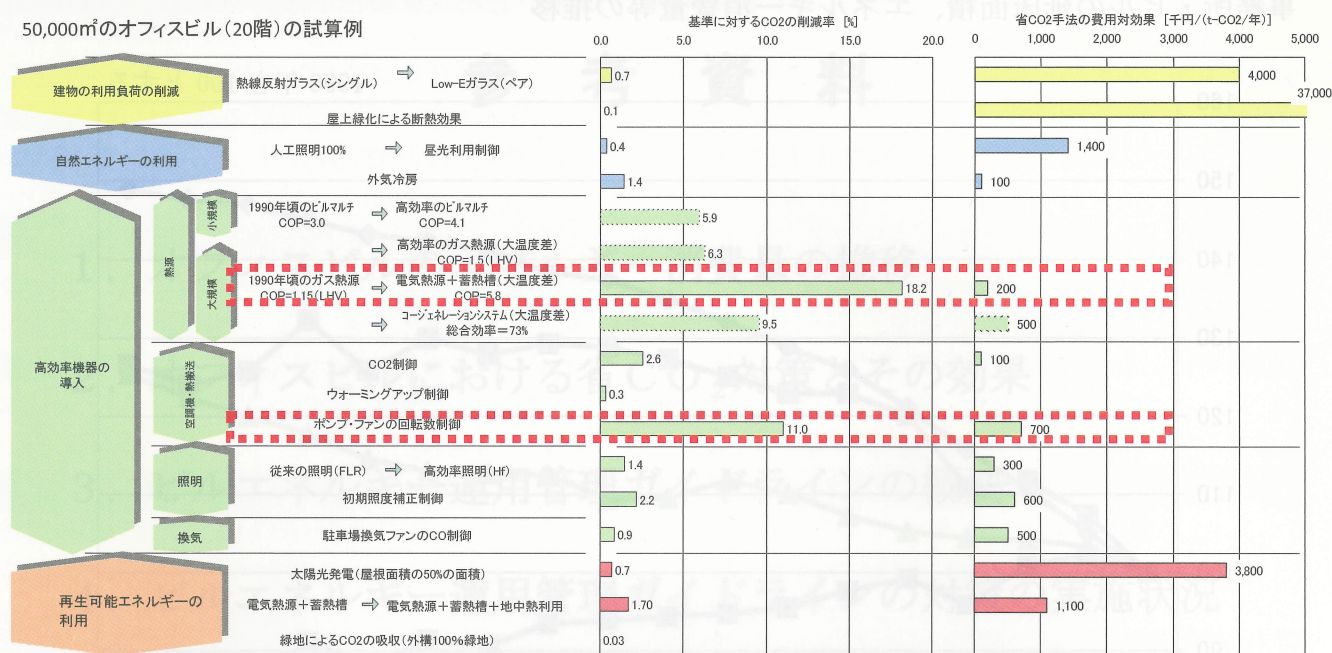 50,000㎡のオフィスビル(20階)の試算例
基準に対するCO2の削減率 [%]
0.0 5.0 10.0 [15.0 20.0
省CO2手法の費用対効果 [千円/(t-CO2/年)]
0 1,000 2,000 3,000 4,000 5,000
建物の利用負荷の削減
熱線反射ガラス(シングル) ⇒ Low-Eガラス(ペア)
0.7
4,000
屋上緑化による断熱効果
0.1
37,000
自然エネルギーの利用
人工照明100% ⇒ 昼光利用制御
0.4
1,400
外気冷房
1.4
100
高効率機器の
導入
熱源
小規模
1990年頃のビルマルチ ⇒ 高効率のビルマルチ
COP=3.0 COP=4.1
5.9
大規模
⇒ 高効率のガス熱源(大温度差)
COP=1.5(LHV)
6.3
1990年頃のガス熱源 ⇒ 電気熱源+蓄熱槽(大温度差)
COP=1.15(LHV) COP=5.8
18.2
200
⇒ コージェネレーションシステム(大温度差)
総合効率=73%
9.5
500
空調機・熱搬送
CO2制御
2.6
100
ウォーミングアップ制御
0.3
ポンプ・ファンの回転数制御
11.0
700
照明
従来の照明(FLR) ⇒ 高効率照明(Hf)
1.4
300
初期照度補正制御
2.2
600
換気
駐車場換気ファンのCO制御
0.9
500
再生可能エネルギーの
利用
太陽光発電(屋根面積の50%の面積)
0.7
3,800
電気熱源+蓄熱槽 ⇒ 電気熱源+蓄熱槽+地中熱利用
1.70
1,100
緑地によるCO2の吸収(外構100%緑地)
0.03